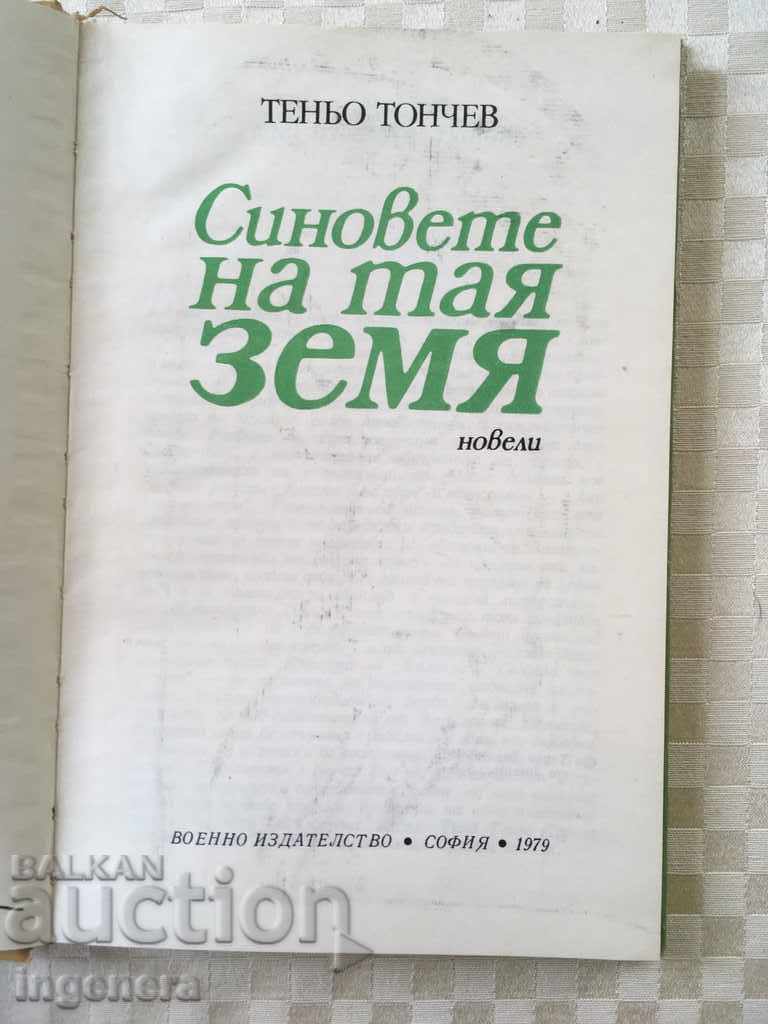 ТЕНЬО ТОНЧЕВ
Синовете
на тая
земя
новели
ВОЕННО ИЗДАТЕЛСТВО • СОФИЯ • 1979
BALKAN
auction
ingenera